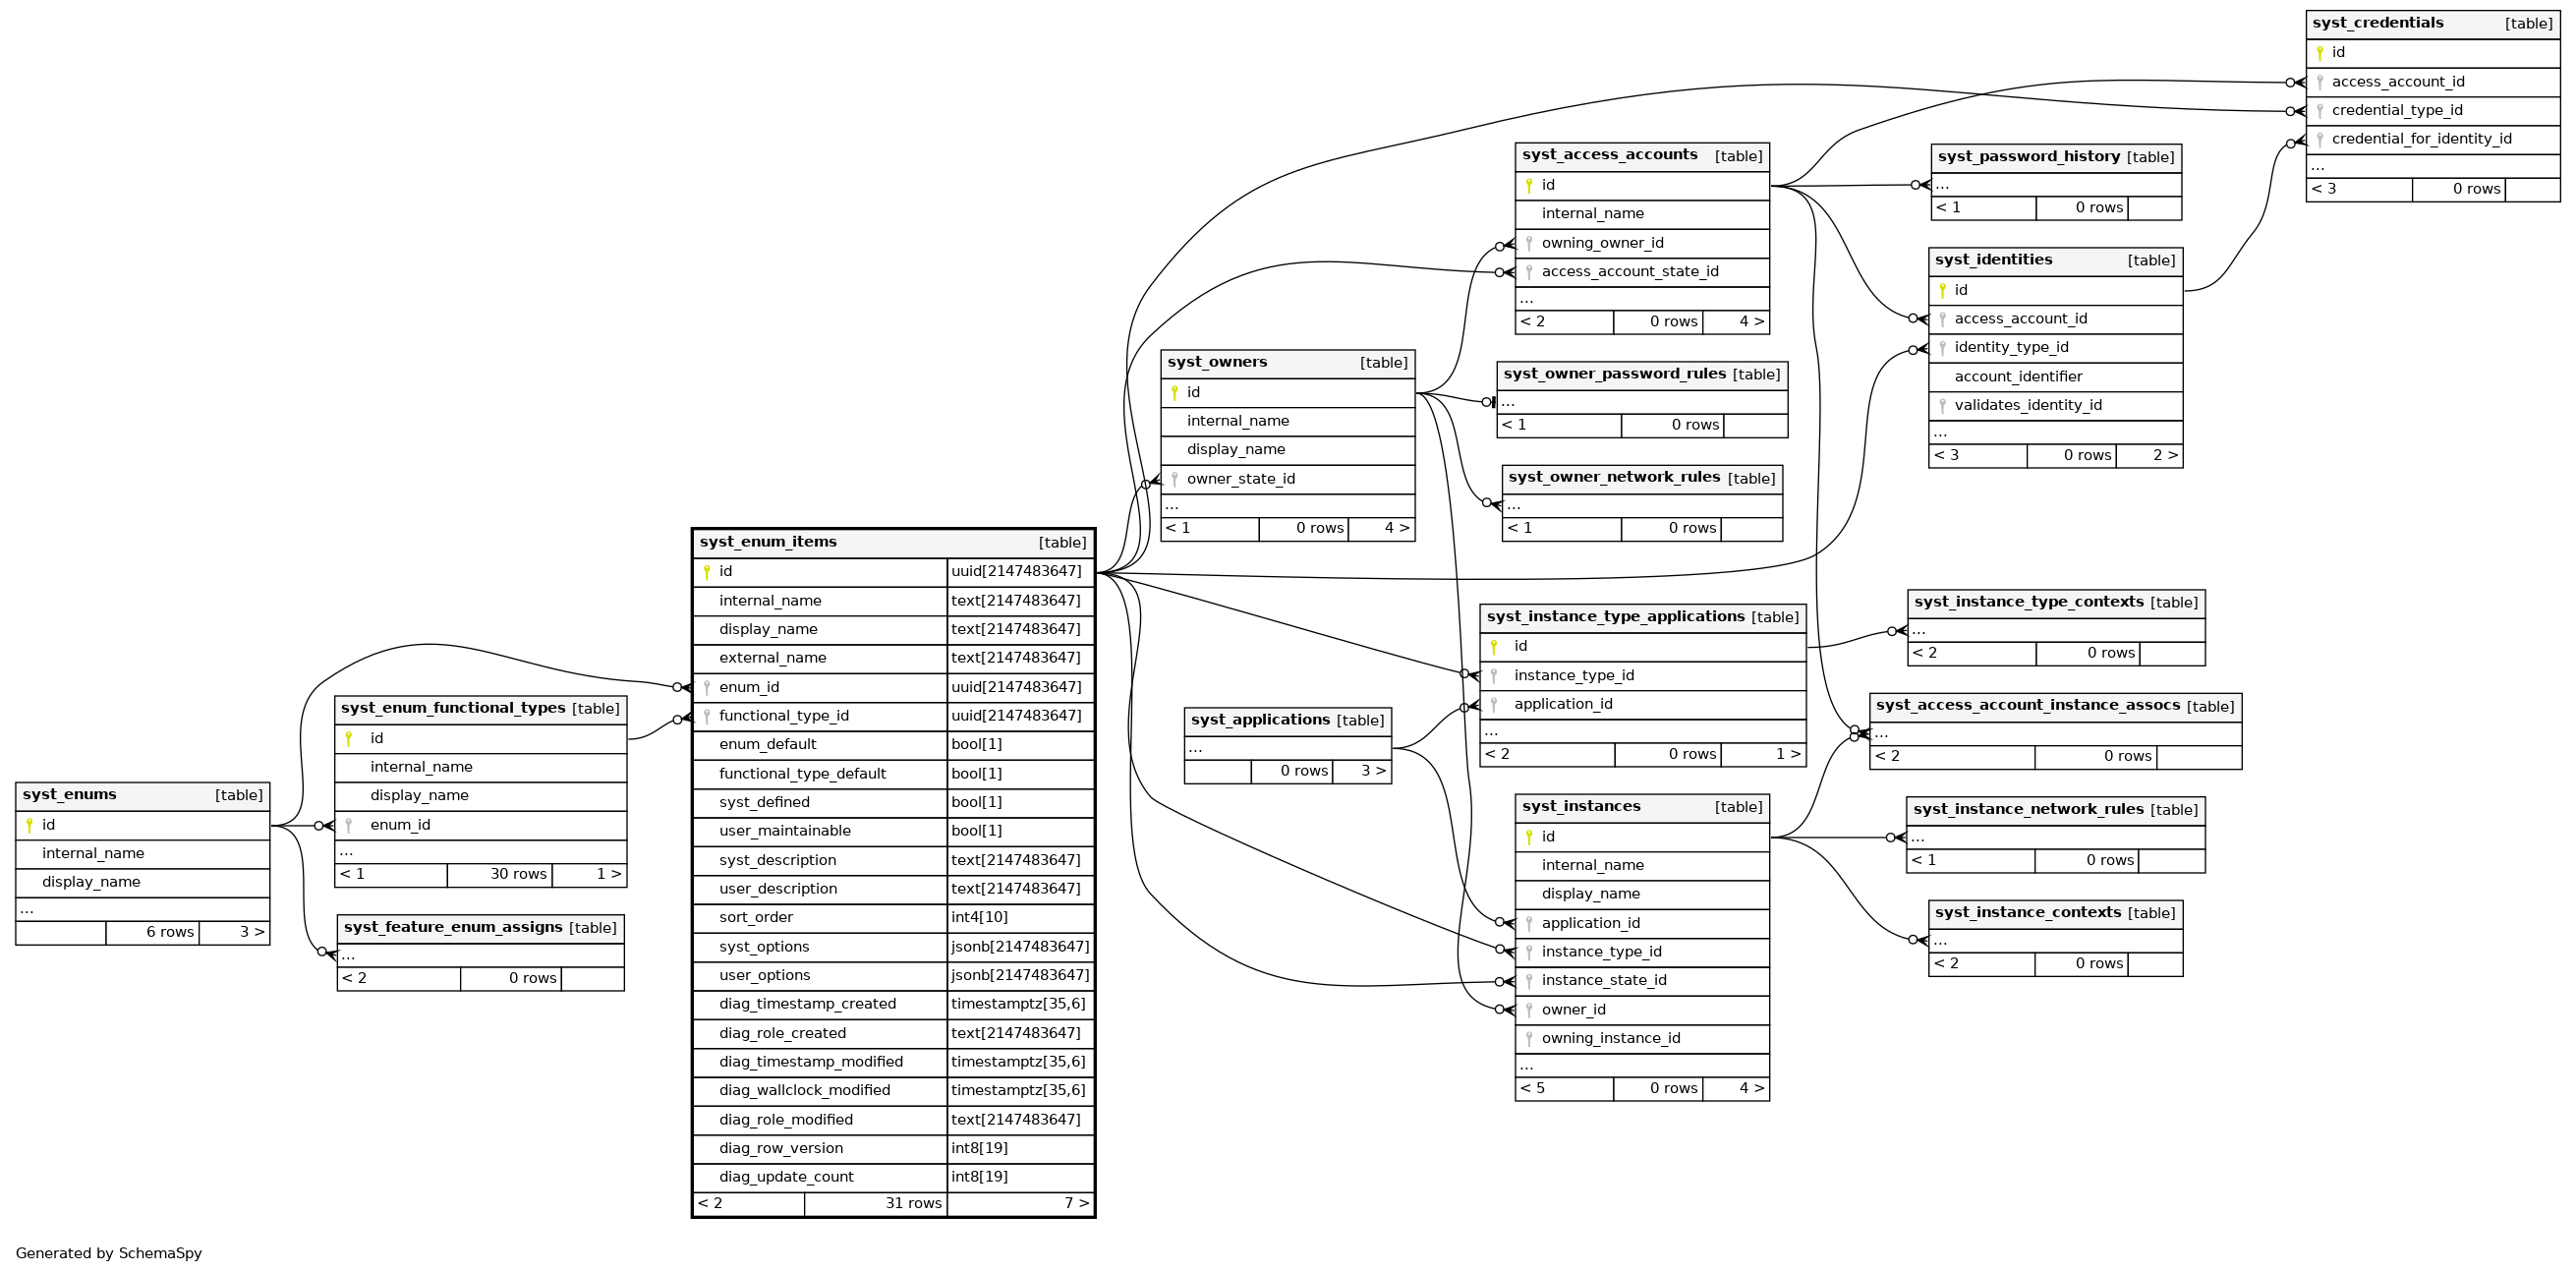 syst_credentials [table]
id
access_account_id
credential_type_id
credential_for_identity_id
...
< 3 0 rows
syst_access_accounts [table]
id
internal_name
owning_owner_id
access_account_state_id
...
< 2 0 rows 4 >
syst_password_history [table]
...
< 1 0 rows
syst_identities [table]
id
access_account_id
identity_type_id
account_identifier
validates_identity_id
...
< 3 0 rows 2 >
syst_owners [table]
id
internal_name
display_name
owner_state_id
...
< 1 0 rows 4 >
syst_owner_password_rules [table]
...
< 1 0 rows
syst_owner_network_rules [table]
...
< 1 0 rows
syst_enum_items [table]
id uuid[2147483647]
internal_name text[2147483647]
display_name text[2147483647]
external_name text[2147483647]
enum_id uuid[2147483647]
functional_type_id uuid[2147483647]
enum_default bool[1]
functional_type_default bool[1]
syst_defined bool[1]
user_maintainable bool[1]
syst_description text[2147483647]
user_description text[2147483647]
sort_order int4[10]
syst_options jsonb[2147483647]
user_options jsonb[2147483647]
diag_timestamp_created timestamptz[35,6]
diag_role_created text[2147483647]
diag_timestamp_modified timestamptz[35,6]
diag_wallclock_modified timestamptz[35,6]
diag_role_modified text[2147483647]
diag_row_version int8[19]
diag_update_count int8[19]
< 2 31 rows 7 >
syst_instance_type_applications [table]
id
instance_type_id
application_id
...
< 2 0 rows 1 >
syst_instance_type_contexts [table]
...
< 2 0 rows
syst_enum_functional_types [table]
id
internal_name
display_name
enum_id
...
< 1 30 rows 1 >
syst_applications [table]
...
0 rows 3 >
syst_access_account_instance_assocs [table]
...
< 2 0 rows
syst_enums [table]
id
internal_name
display_name
...
6 rows 3 >
syst_feature_enum_assigns [table]
...
< 2 0 rows
syst_instances [table]
id
internal_name
display_name
application_id
instance_type_id
instance_state_id
owner_id
owning_instance_id
...
< 5 0 rows 4 >
syst_instance_network_rules [table]
...
< 1 0 rows
syst_instance_contexts [table]
...
< 2 0 rows
Generated by SchemaSpy